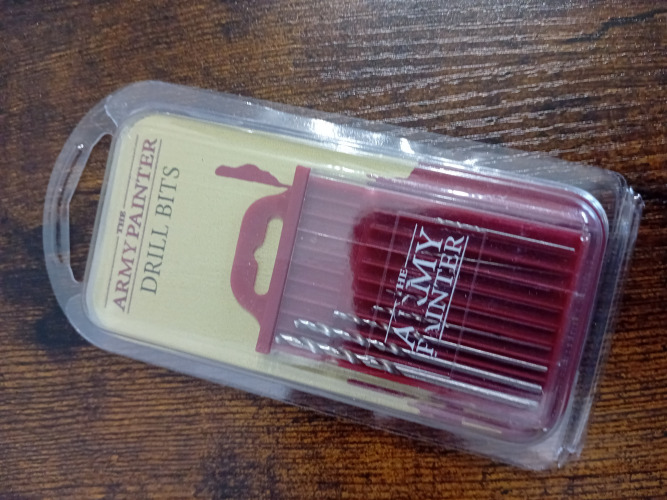 THE
ARMY PAINTER
DRILL BITS
THE
ARMY
PAINTER